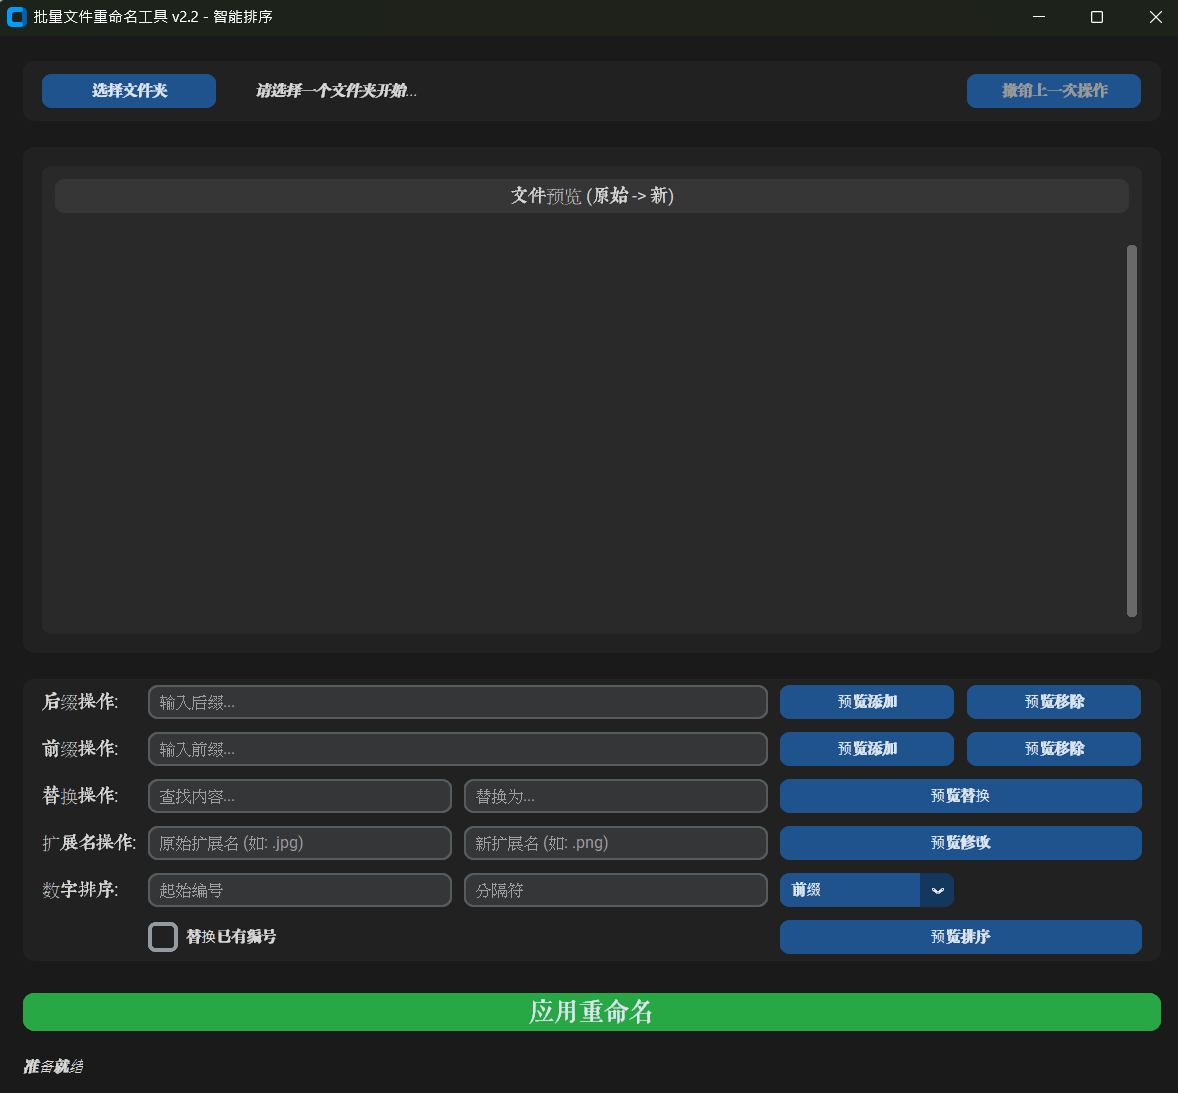 批量文件重命名工具 v2.2 - 智能排序
选择文件夹
请选择一个文件夹开始...
撤销上一次操作
文件预览 (原始 -> 新)
后缀操作:
输入后缀...
预览添加
预览移除
前缀操作:
输入前缀...
预览添加
预览移除
替换操作:
查找内容...
替换为...
预览替换
扩展名操作:
原始扩展名 (如: .jpg)
新扩展名 (如: .png)
预览修改
数字排序:
起始编号
分隔符
前缀
替换已有编号
预览排序
应用重命名
准备就绪